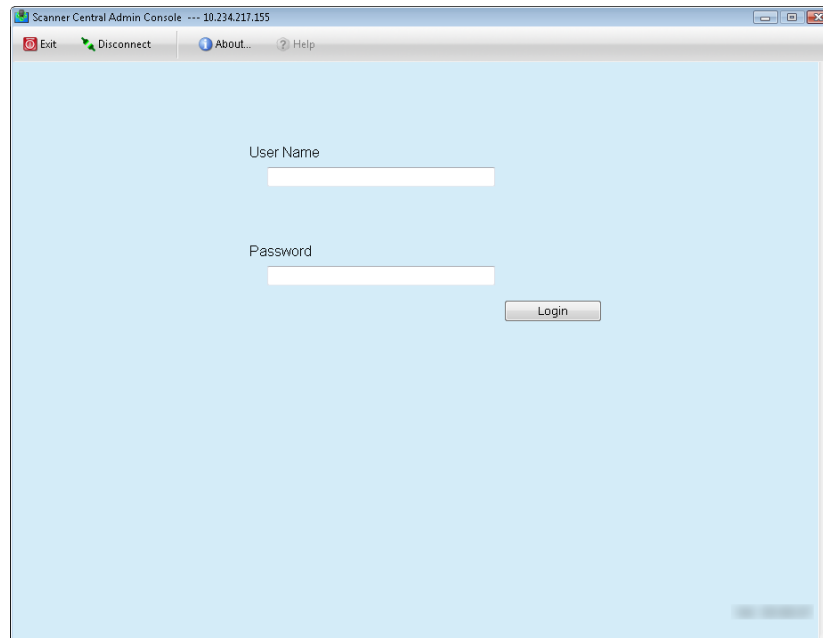 Scanner Central Admin Console --- 10.234.217.155
Exit Disconnect About... Help
User Name
Password
Login